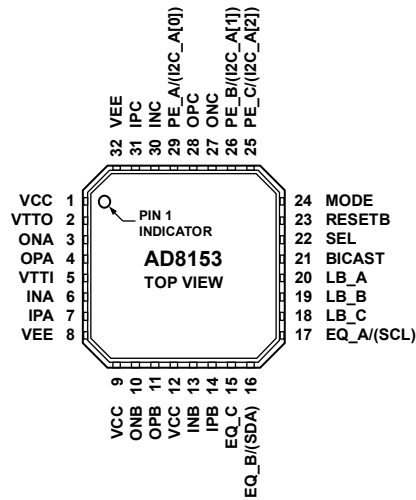 PE_A/(I2C_A[0])
PE_B/(I2C_A[1])
PE_C/(I2C_A[2])
VEE
IPC
INC
OPC
ONC
32
31
30
29
28
27
26
25
VCC 1
VTTO 2
ONA 3
OPA 4
VTTI 5
INA 6
IPA 7
VEE 8
PIN 1
INDICATOR
AD8153
TOP VIEW
24 MODE
23 RESETB
22 SEL
21 BICAST
20 LB_A
19 LB_B
18 LB_C
17 EQ_A/(SCL)
9
10
11
12
13
14
15
16
VCC
ONB
OPB
VCC
INB
IPB
EQ_C
EQ_B/(SDA)